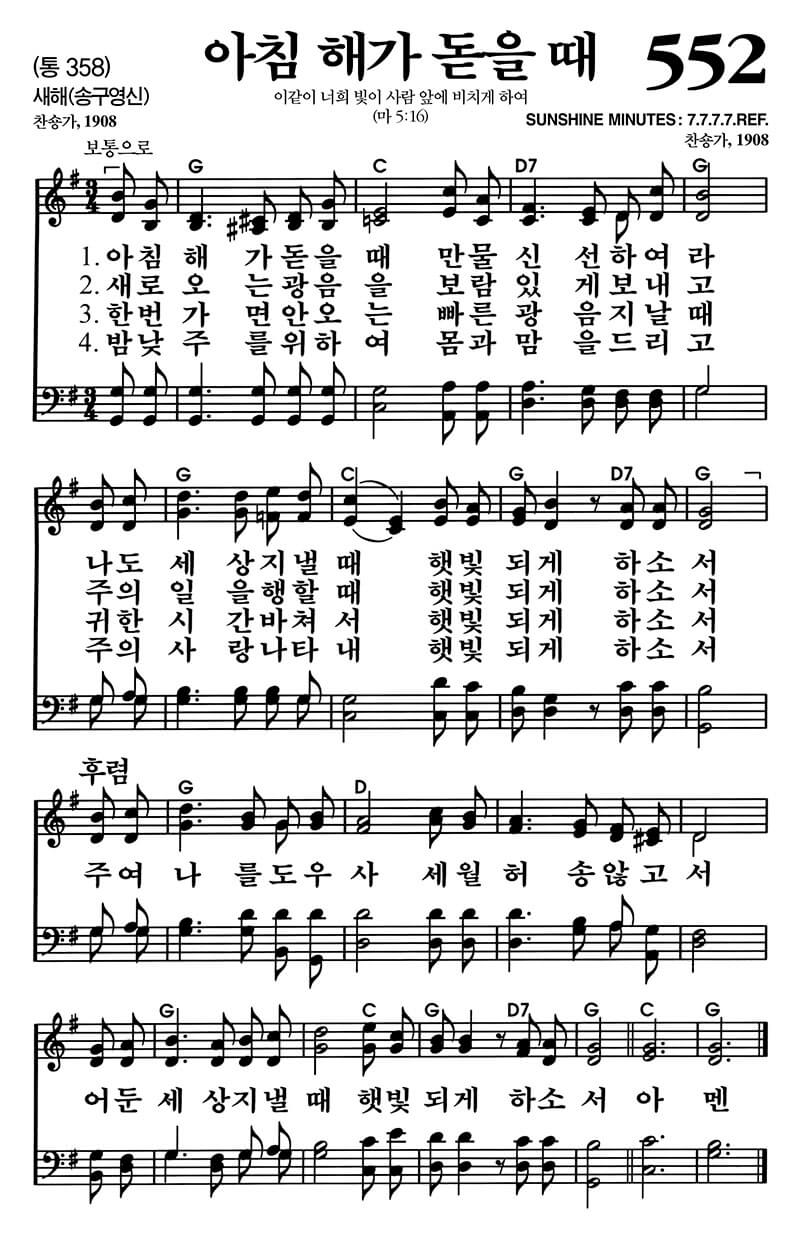 (통 358)
아침 해가 돋을 때
552
새해(송구영신)
이같이 너희 빛이 사람 앞에 비치게 하여
(마 5:16)
찬송가, 1908
SUNSHINE MINUTES: 7.7.7.7.REF.
찬송가, 1908
보통으로
G C D7 G
1. 아침 해 가돋을 때 만물 신 선하여 라
2. 새로 오 는광음 을 보람 있 게보내 고
3. 한번 가 면안오 는 빠른 광 음지날 때
4. 밤낮 주 를위하 여 몸과 맘 을드리 고
G C G D7 G
나도 세 상지낼 때 햇빛 되게 하소 서
주의 일 을행할 때 햇빛 되게 하소 서
귀한 시 간바쳐 서 햇빛 되게 하소 서
주의 사 랑나타 내 햇빛 되게 하소 서
후렴
G D
주여 나 를도우 사 세월 허 송않고 서
G C G D7 G C G
어둔 세 상지낼 때 햇빛 되게 하소 서 아 멘